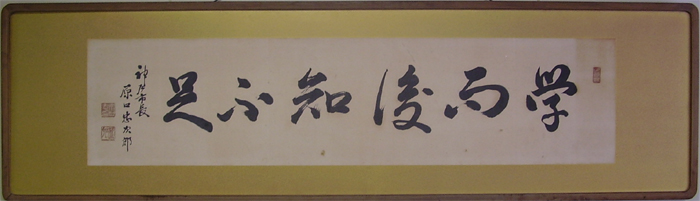 学而後知不足
神戸市長
原口忠次郎